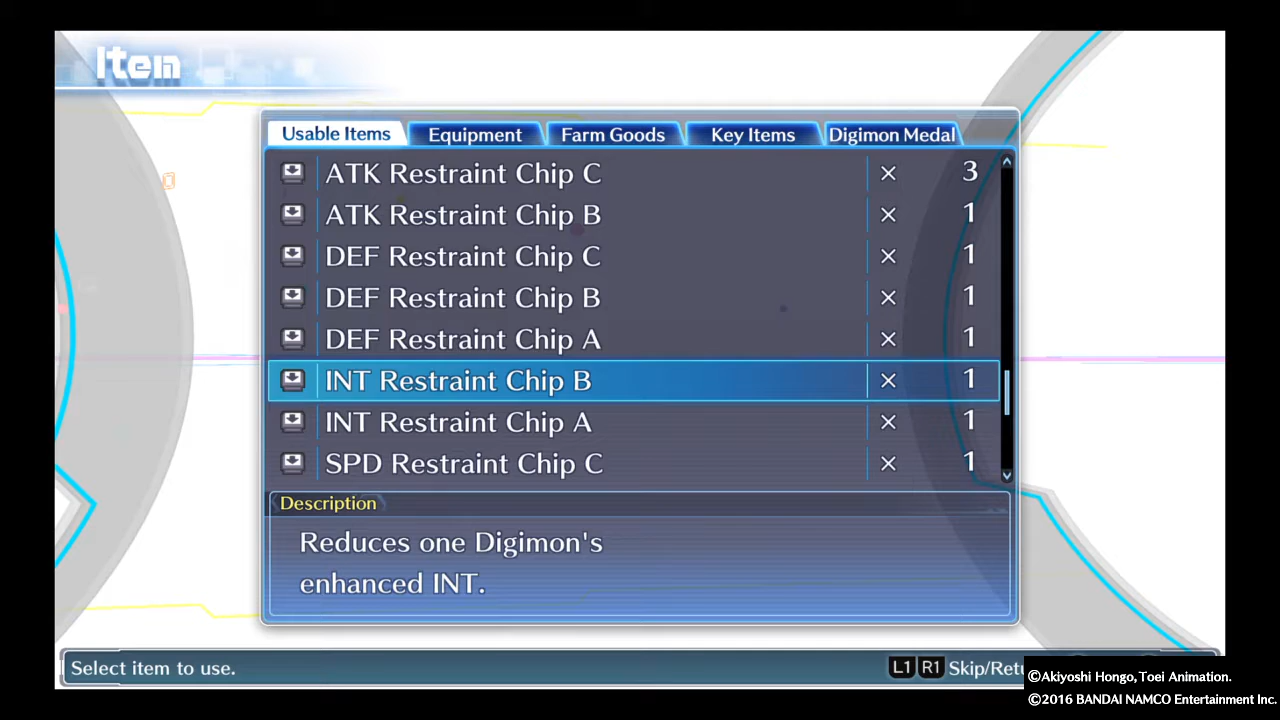 Item
Usable Items Equipment Farm Goods Key Items Digimon Medal
ATK Restraint Chip C × 3
ATK Restraint Chip B × 1
DEF Restraint Chip C × 1
DEF Restraint Chip B × 1
DEF Restraint Chip A × 1
INT Restraint Chip B × 1
INT Restraint Chip A × 1
SPD Restraint Chip C × 1
Description
Reduces one Digimon's
enhanced INT.
Select item to use. L1 R1 Skip/Retu
©Akiyoshi Hongo, Toei Animation.
©2016 BANDAI NAMCO Entertainment Inc.